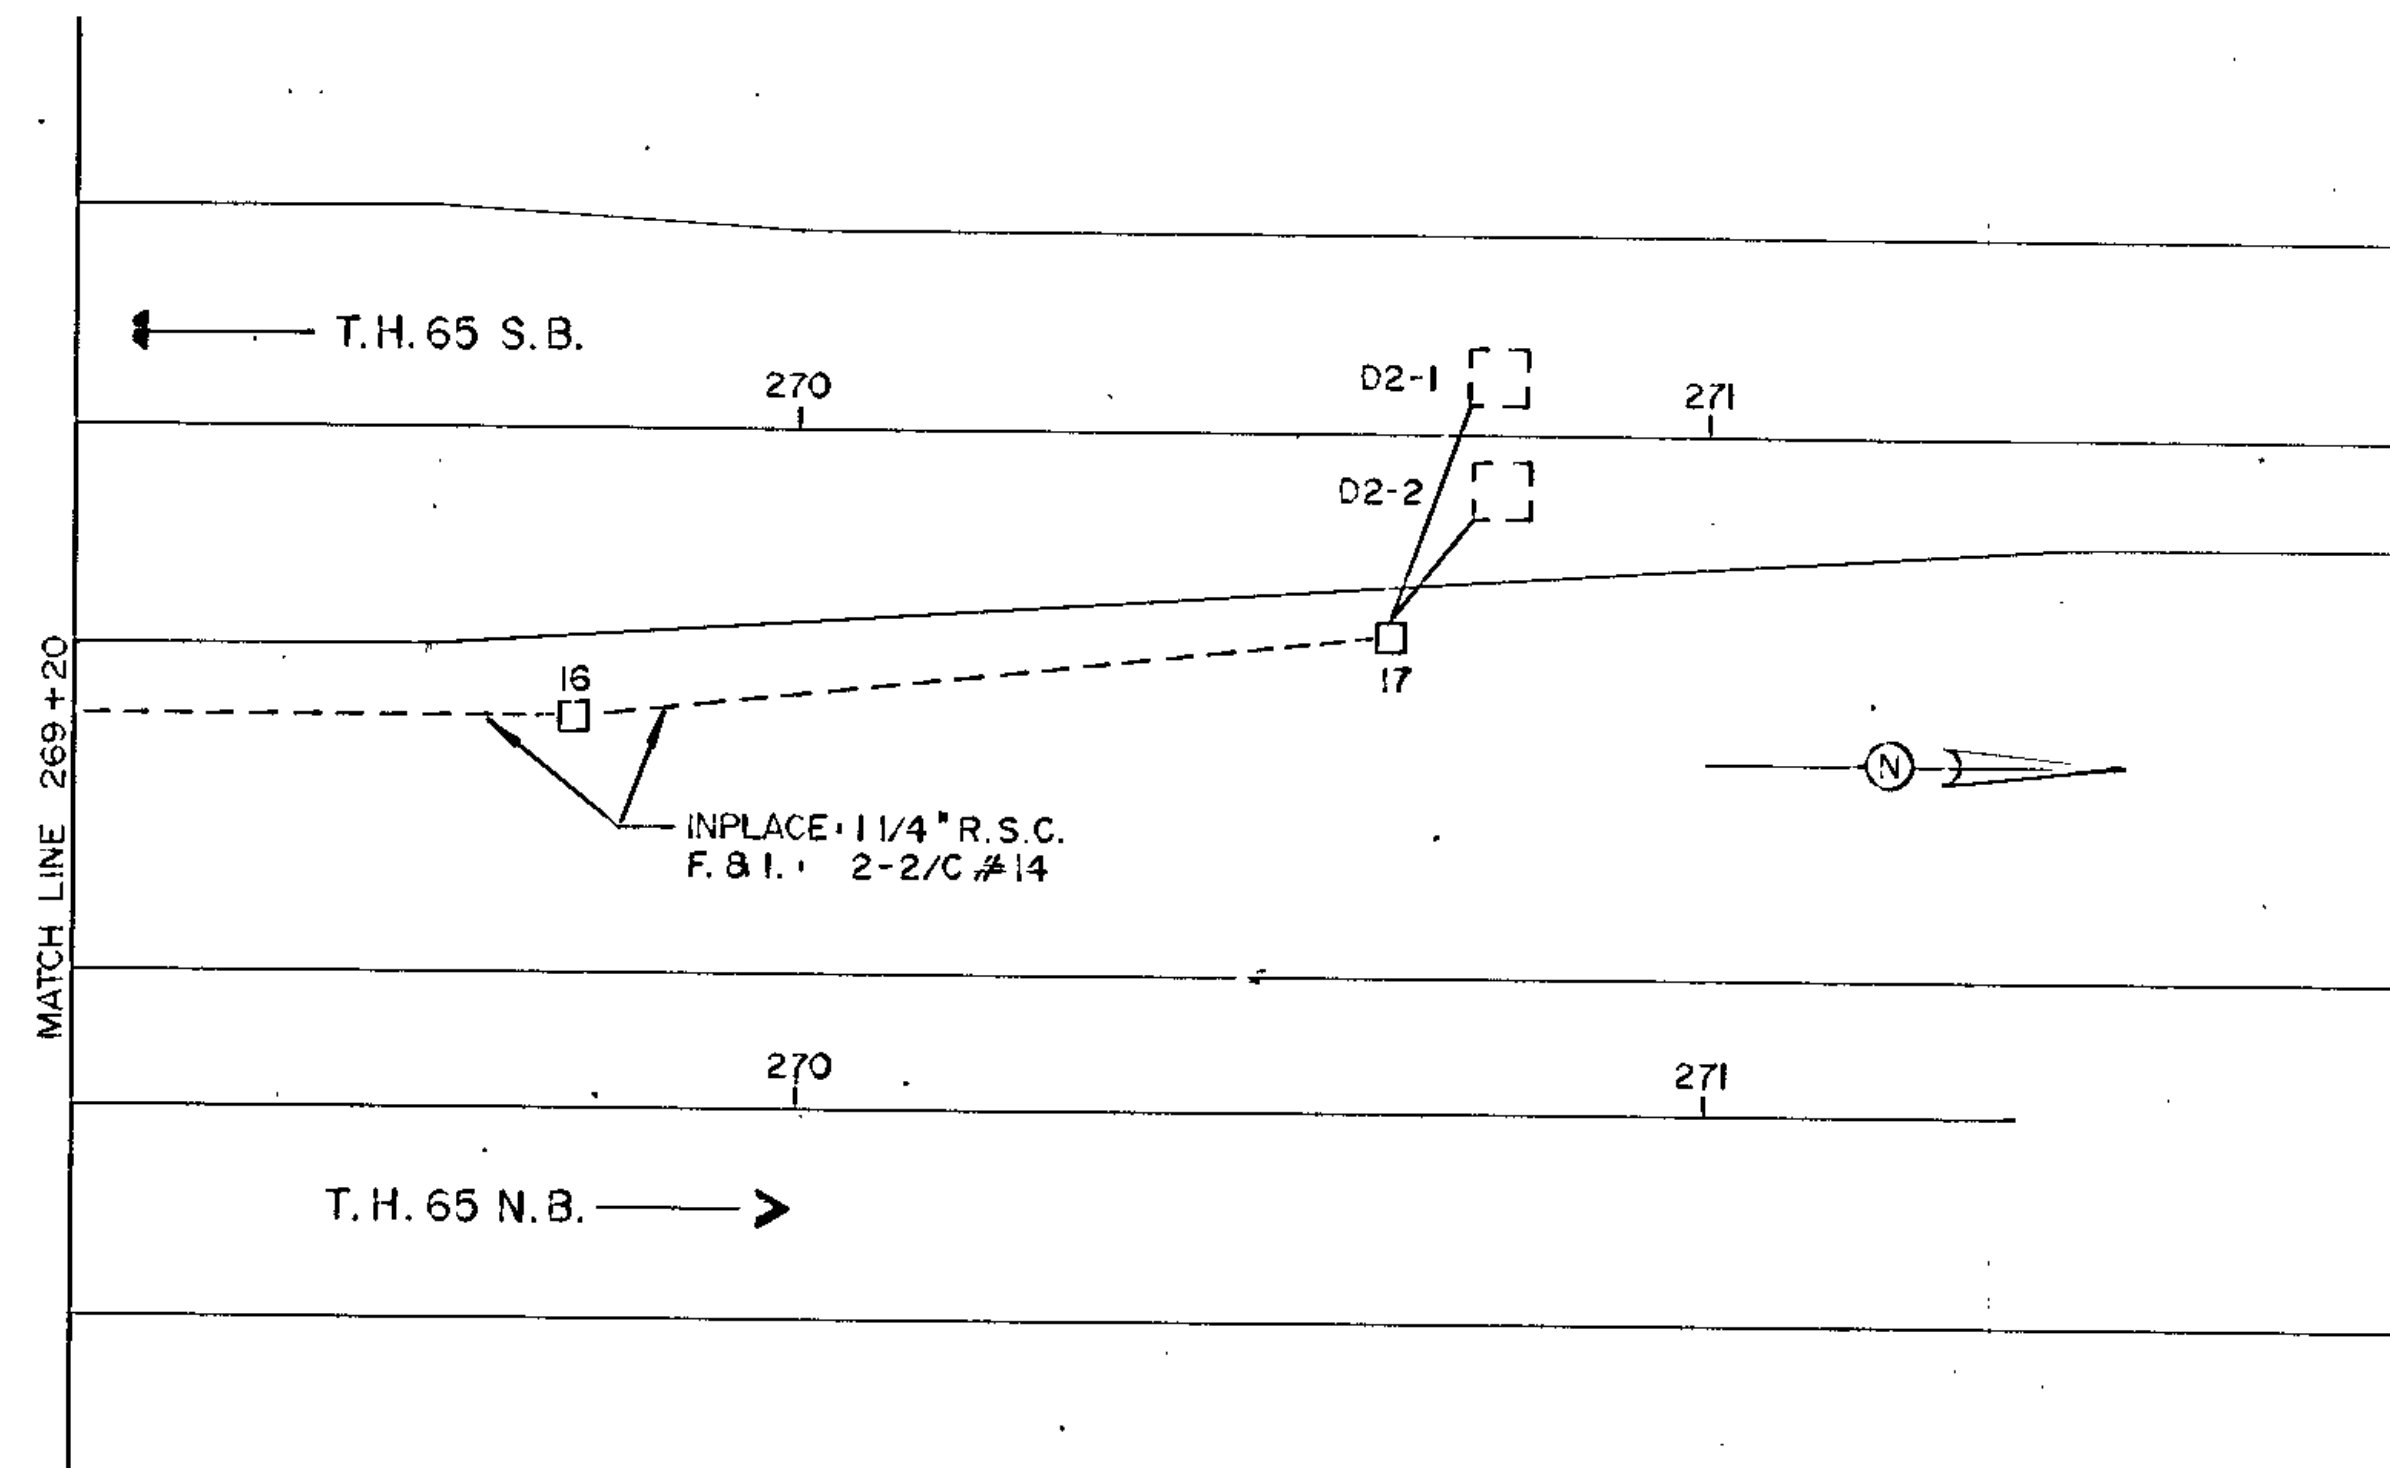 T.H. 65 S.B.
270
D2-1
271
D2-2
MATCH LINE 269+20
16
17
N
INPLACE: 1 1/4" R.S.C.
F. & I.: 2-2/C #14
270
271
T.H. 65 N.B.